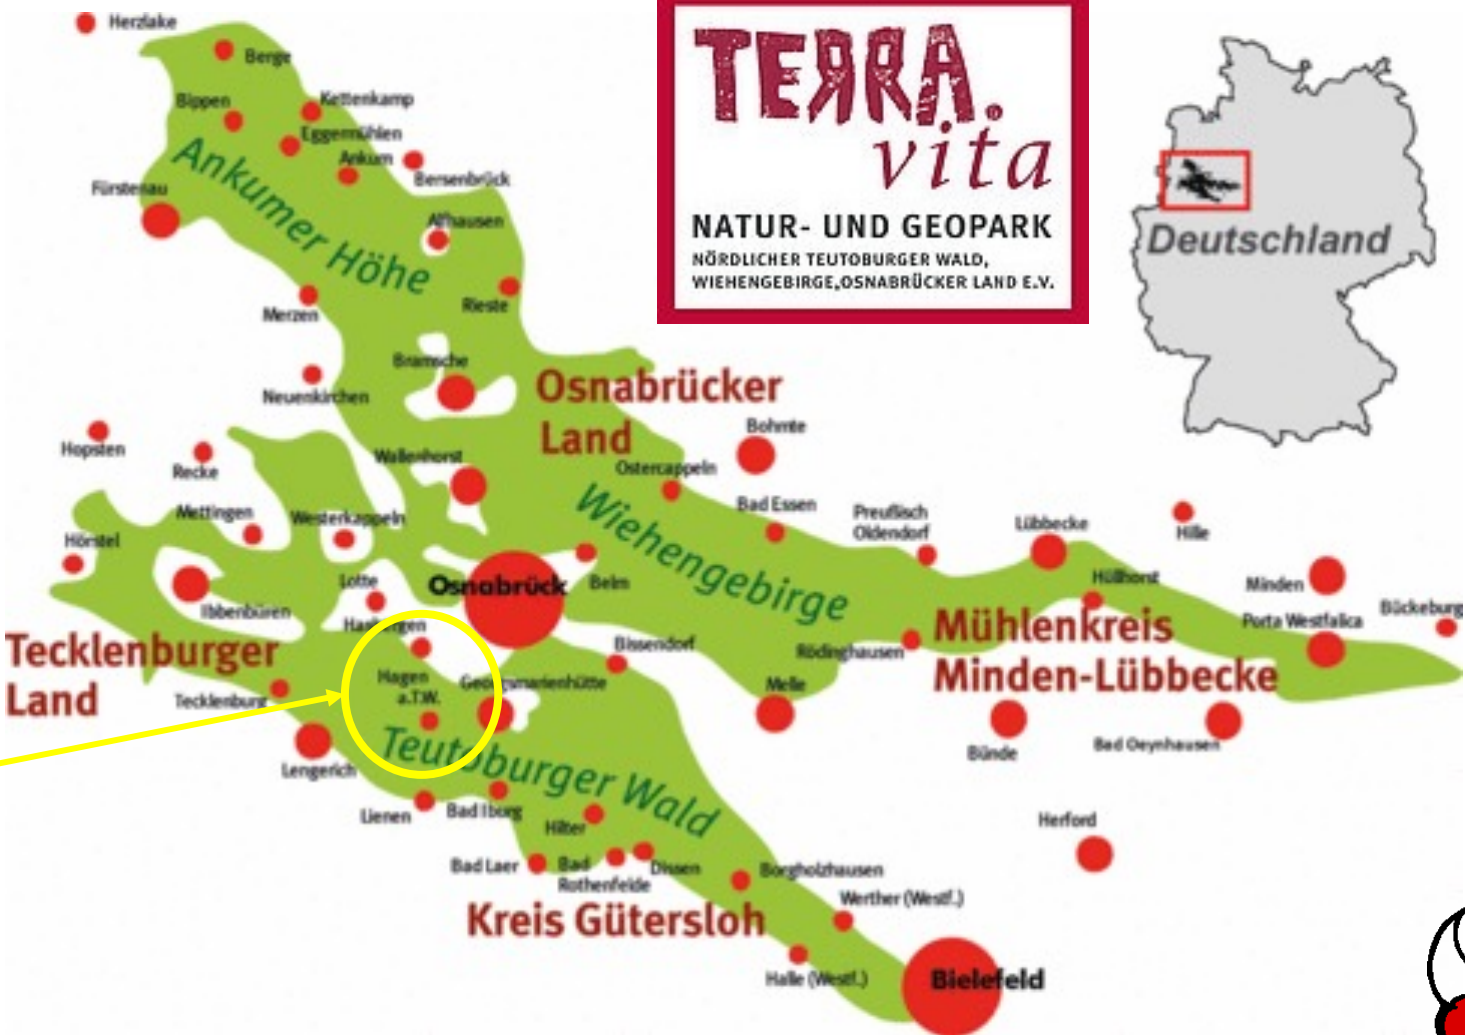 Herzlake
Berge
Bippen
Kettenkamp
Eggermühlen
Ankum
Bersenbrück
Fürstenau
Alfhausen
Ankumer Höhe
Rieste
Merzen
Bramsche
Neuenkirchen
TERRA.
vita
NATUR- UND GEOPARK
NÖRDLICHER TEUTOBURGER WALD,
WIEHENGEBIRGE,OSNABRÜCKER LAND E.V.
Deutschland
Osnabrücker
Land
Bohmte
Hopsten
Recke
Wallenhorst
Ostercappeln
Wiehengebirge
Bad Essen
Mettingen
Westerkappeln
Preußisch
Oldendorf
Lübbecke
Hille
Hörstel
Lotte
Osnabrück
Belm
Hüllhorst
Minden
Ibbenbüren
Hasbergen
Bückeburg
Porta Westfalica
Tecklenburger
Land
Mühlenkreis
Minden-Lübbecke
Bissendorf
Rödinghausen
Hagen
a.T.W.
Georgsmarienhütte
Melle
Tecklenburg
Teutoburger Wald
Bünde
Bad Oeynhausen
Lengerich
Lienen
Bad Iburg
Hilter
Herford
Bad Laer
Bad
Rothenfelde
Dissen
Borgholzhausen
Werther (Westf.)
Kreis Gütersloh
Halle (Westf.)
Bielefeld